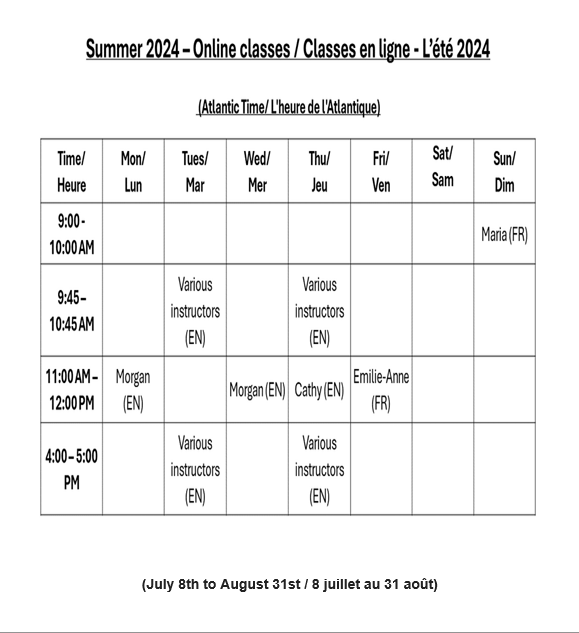 Summer 2024 – Online classes / Classes en ligne - L’été 2024
(Atlantic Time/ L'heure de l'Atlantique)
Time/ Heure Mon/ Lun Tues/ Mar Wed/ Mer Thu/ Jeu Fri/ Ven Sat/ Sam Sun/ Dim
9:00 - 10:00 AM Maria (FR)
9:45 – 10:45 AM Various instructors (EN) Various instructors (EN)
11:00 AM – 12:00 PM Morgan (EN) Morgan (EN) Cathy (EN) Emilie-Anne (FR)
4:00 – 5:00 PM Various instructors (EN) Various instructors (EN)
(July 8th to August 31st / 8 juillet au 31 août)